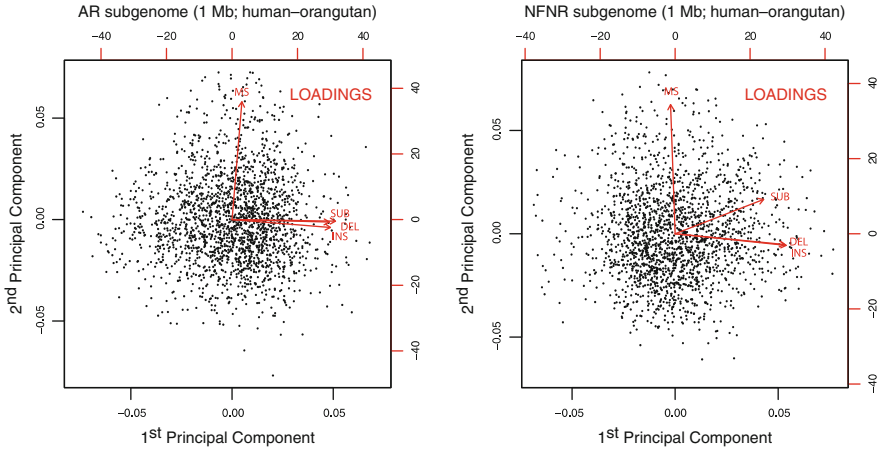 AR subgenome (1 Mb; human–orangutan)
−40 −20 0 20 40
LOADINGS
MS
SUB
DEL
INS
2nd Principal Component
0.05
0.00
−0.05
40
20
0
20
−40
−0.05 0.00 0.05
1st Principal Component
NFNR subgenome (1 Mb; human–orangutan)
−40 −20 0 20 40
LOADINGS
MS
SUB
DEL
INS
2nd Principal Component
0.05
0.00
−0.05
40
20
0
−20
−40
−0.05 0.00 0.05
1st Principal Component